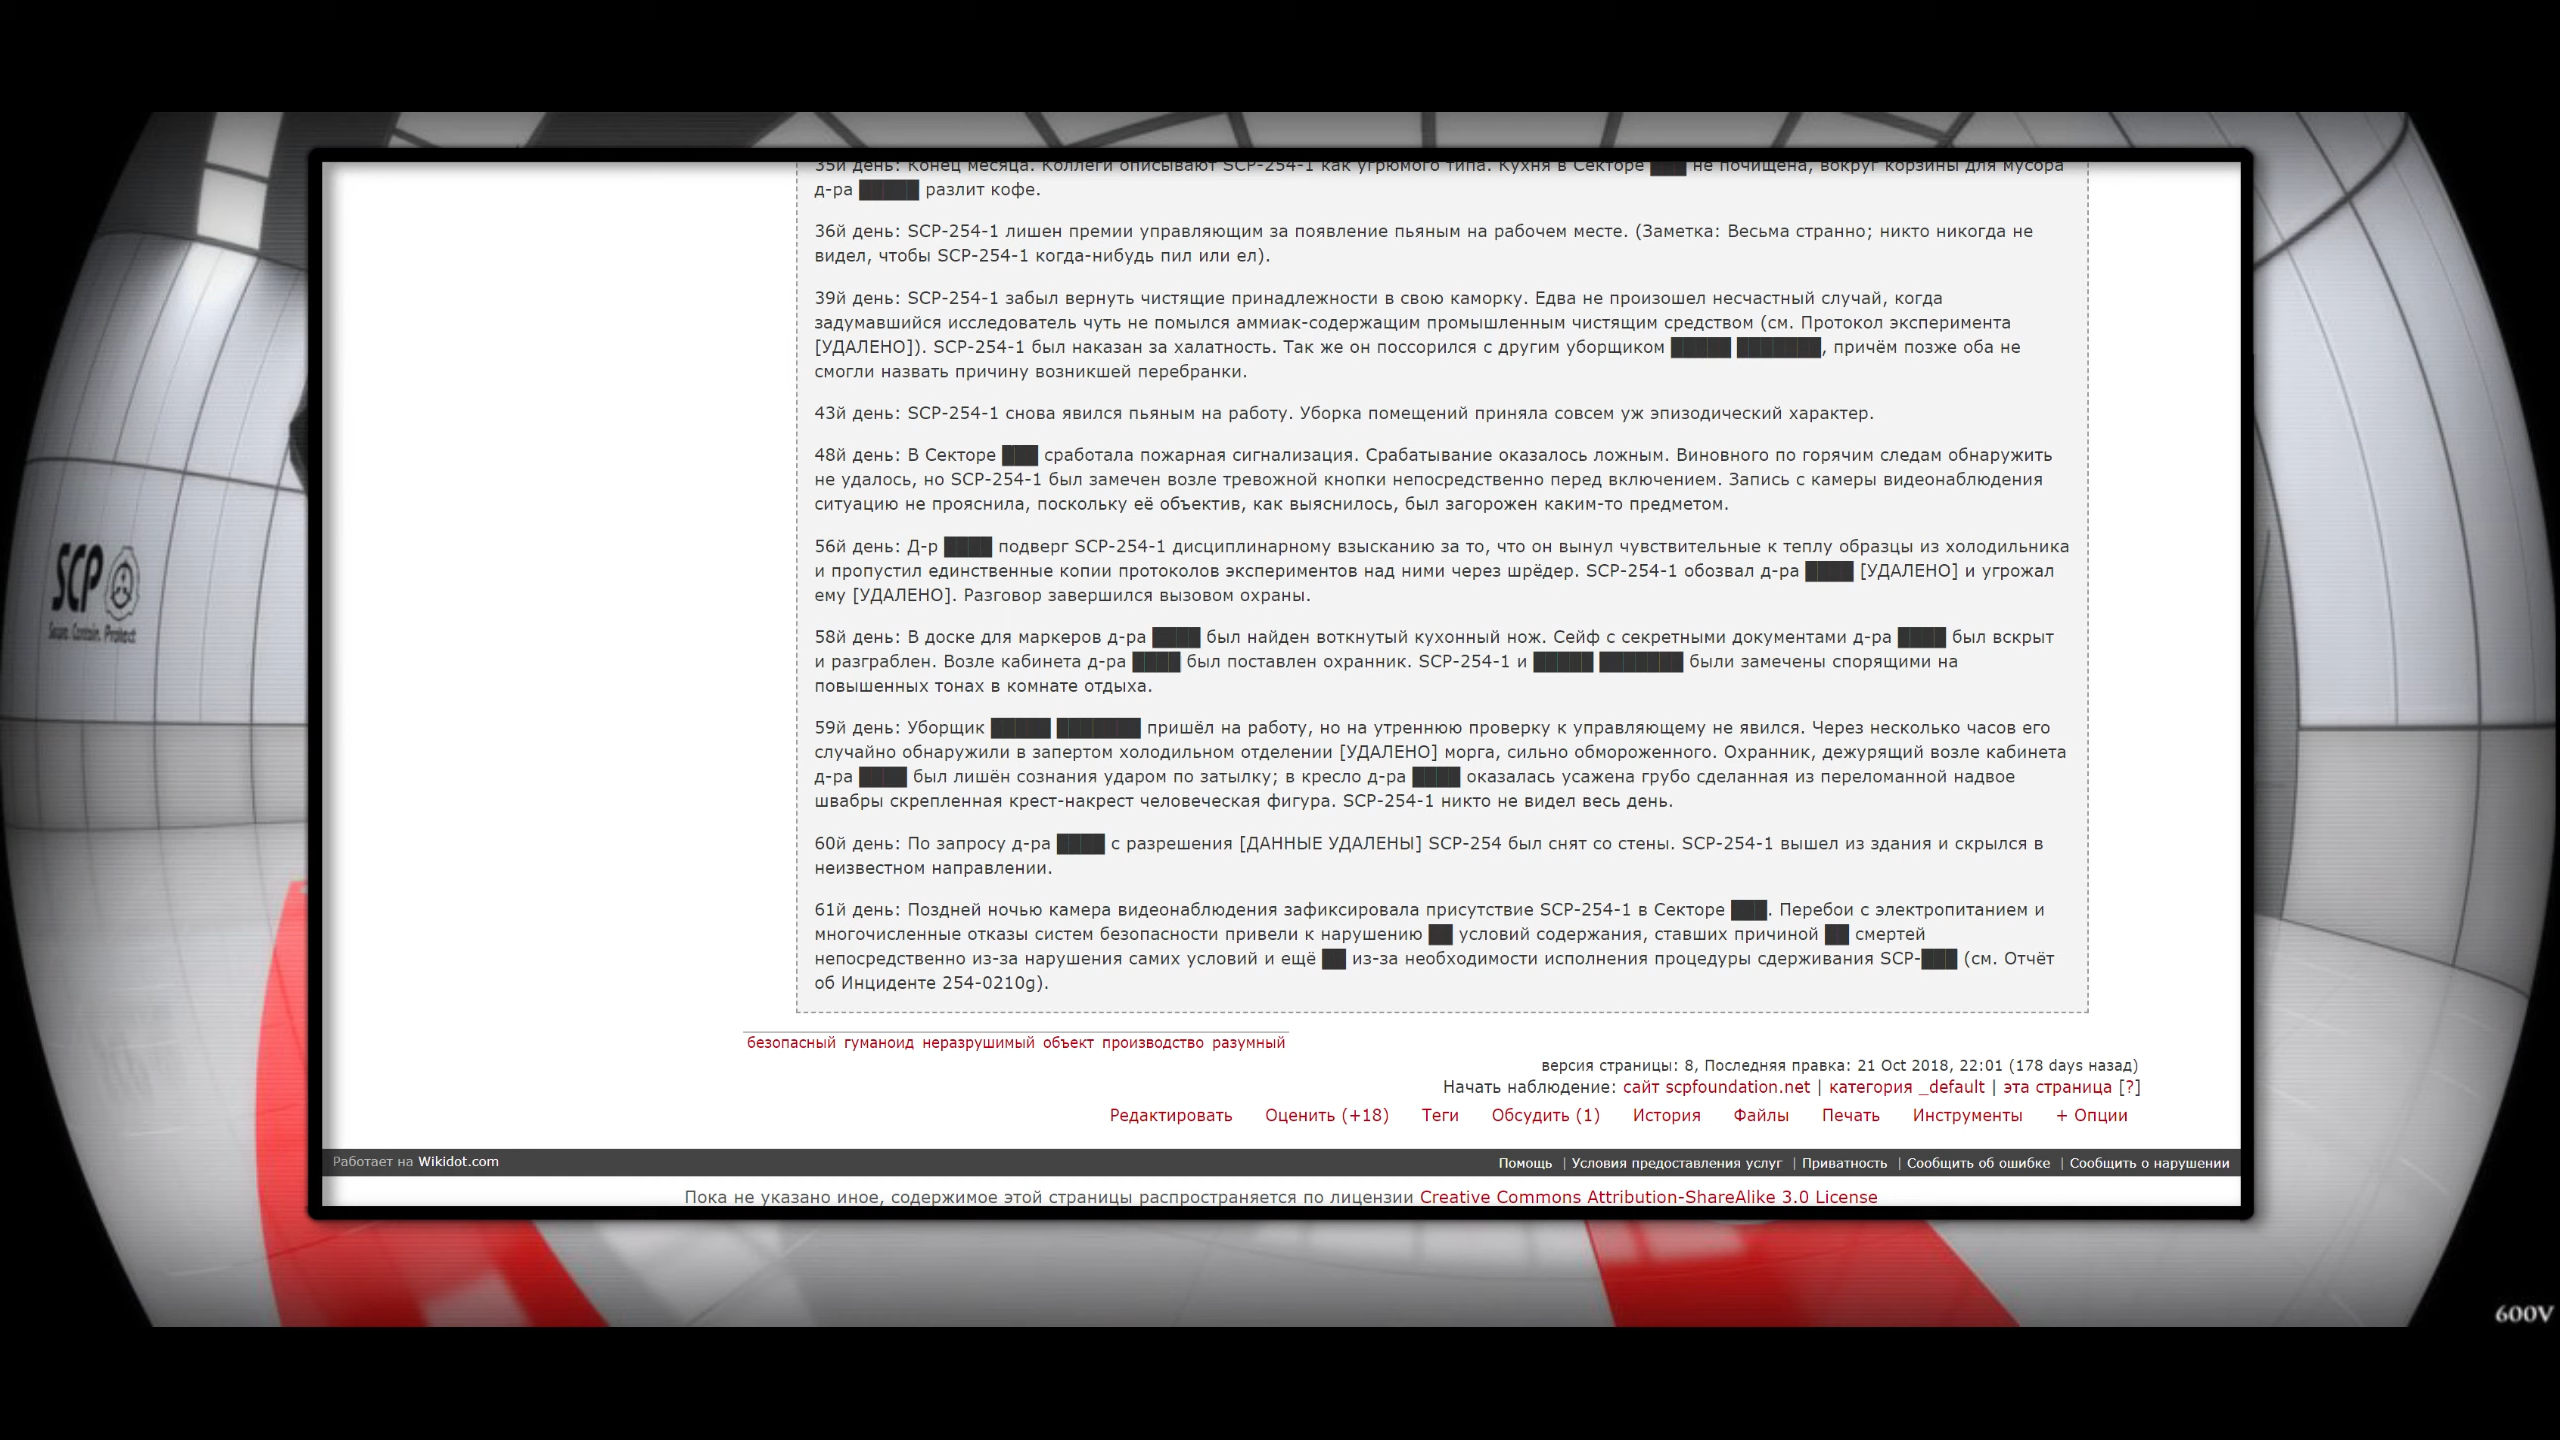 35й день: Конец месяца. Коллеги описывают SCP-254-1 как угрюмого типа. Кухня в Секторе ███ не почищена, вокруг корзины для мусора
д-ра █████ разлит кофе.
36й день: SCP-254-1 лишен премии управляющим за появление пьяным на рабочем месте. (Заметка: Весьма странно; никто никогда не
видел, чтобы SCP-254-1 когда-нибудь пил или ел).
39й день: SCP-254-1 забыл вернуть чистящие принадлежности в свою каморку. Едва не произошел несчастный случай, когда
задумавшийся исследователь чуть не помылся аммиак-содержащим промышленным чистящим средством (см. Протокол эксперимента
[УДАЛЕНО]). SCP-254-1 был наказан за халатность. Так же он поссорился с другим уборщиком █████ ███████, причём позже оба не
смогли назвать причину возникшей перебранки.
43й день: SCP-254-1 снова явился пьяным на работу. Уборка помещений приняла совсем уж эпизодический характер.
48й день: В Секторе ███ сработала пожарная сигнализация. Срабатывание оказалось ложным. Виновного по горячим следам обнаружить
не удалось, но SCP-254-1 был замечен возле тревожной кнопки непосредственно перед включением. Запись с камеры видеонаблюдения
ситуацию не прояснила, поскольку её объектив, как выяснилось, был загорожен каким-то предметом.
56й день: Д-р ████ подверг SCP-254-1 дисциплинарному взысканию за то, что он вынул чувствительные к теплу образцы из холодильника
и пропустил единственные копии протоколов экспериментов над ними через шрёдер. SCP-254-1 обозвал д-ра ████ [УДАЛЕНО] и угрожал
ему [УДАЛЕНО]. Разговор завершился вызовом охраны.
58й день: В доске для маркеров д-ра ████ был найден воткнутый кухонный нож. Сейф с секретными документами д-ра ████ был вскрыт
и разграблен. Возле кабинета д-ра ████ был поставлен охранник. SCP-254-1 и █████ ███████ были замечены спорящими на
повышенных тонах в комнате отдыха.
59й день: Уборщик █████ ███████ пришёл на работу, но на утреннюю проверку к управляющему не явился. Через несколько часов его
случайно обнаружили в запертом холодильном отделении [УДАЛЕНО] морга, сильно обмороженного. Охранник, дежурящий возле кабинета
д-ра ████ был лишён сознания ударом по затылку; в кресло д-ра ████ оказалась усажена грубо сделанная из переломанной надвое
швабры скрепленная крест-накрест человеческая фигура. SCP-254-1 никто не видел весь день.
60й день: По запросу д-ра ████ с разрешения [ДАННЫЕ УДАЛЕНЫ] SCP-254 был снят со стены. SCP-254-1 вышел из здания и скрылся в
неизвестном направлении.
61й день: Поздней ночью камера видеонаблюдения зафиксировала присутствие SCP-254-1 в Секторе ███. Перебои с электропитанием и
многочисленные отказы систем безопасности привели к нарушению ██ условий содержания, ставших причиной ██ смертей
непосредственно из-за нарушения самих условий и ещё ██ из-за необходимости исполнения процедуры сдерживания SCP-███ (см. Отчёт
об Инциденте 254-0210g).
безопасный гуманоид неразрушимый объект производство разумный
версия страницы: 8, Последняя правка: 21 Oct 2018, 22:01 (178 days назад)
Начать наблюдение: сайт scpfoundation.net | категория _default | эта страница [?]
Редактировать Оценить (+18) Теги Обсудить (1) История Файлы Печать Инструменты + Опции
Работает на Wikidot.com
Помощь | Условия предоставления услуг | Приватность | Сообщить об ошибке | Сообщить о нарушении
Пока не указано иное, содержимое этой страницы распространяется по лицензии Creative Commons Attribution-ShareAlike 3.0 License
SCP
Secure. Contain. Protect
600V